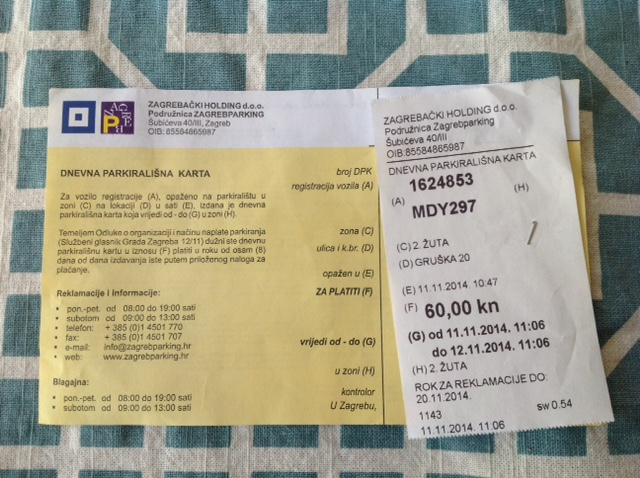 ZAGREBAČKI HOLDING d.o.o.
Podružnica ZAGREBPARKING
Šubićeva 40/III, Zagreb
OIB:85584865987
DNEVNA PARKIRALIŠNA KARTA
Za vozilo registracije (A), opaženo na parkiralištu u
zoni (C) na lokaciji (D) u sati (E), izdana je dnevna
parkirališna karta koja vrijedi od - do (G) u zoni (H).
Temeljem Odluke o organizaciji i načinu naplate parkiranja
(Službeni glasnik Grada Zagreba 12/11) dužni ste dnevnu
parkirališnu kartu u iznosu (F) platiti u roku od osam (8)
dana od dana izdavanja iste putem priloženog naloga za
plaćanje.
Reklamacije i Informacije:
• pon.-pet. od 08:00 do 19:00 sati
• subotom od 09:00 do 13:00 sati
• telefon: + 385 (0)1 4501 770
• fax: + 385 (0)1 4501 707
• e-mail: info@zagrebparking.hr
• web: www.zagrebparking.hr
Blagajna:
• pon.-pet. od 08:00 do 19:00 sati
• subotom od 09:00 do 13:00 sati
broj DPK
registracija vozila (A)
zona (C)
ulica i k.br. (D)
opažen u (E)
ZA PLATITI (F)
vrijedi od - do (G)
u zoni (H)
kontrolor
U Zagrebu,
ZAGREBAČKI HOLDING d.o.o.
Podružnica Zagrebparking
Šubićeva 40/III
OIB:85584865987
DNEVNA PARKIRALIŠNA KARTA
1624853
(A) (H)
MDY297
(C) 2. ŽUTA
(D) GRUŠKA 20
(E) 11.11.2014. 10:47
(F) 60,00 kn
(G) od 11.11.2014. 11:06
do 12.11.2014. 11:06
(H) 2. ŽUTA
ROK ZA REKLAMACIJE DO:
20.11.2014.
1143 sw 0.54
11.11.2014. 11:06